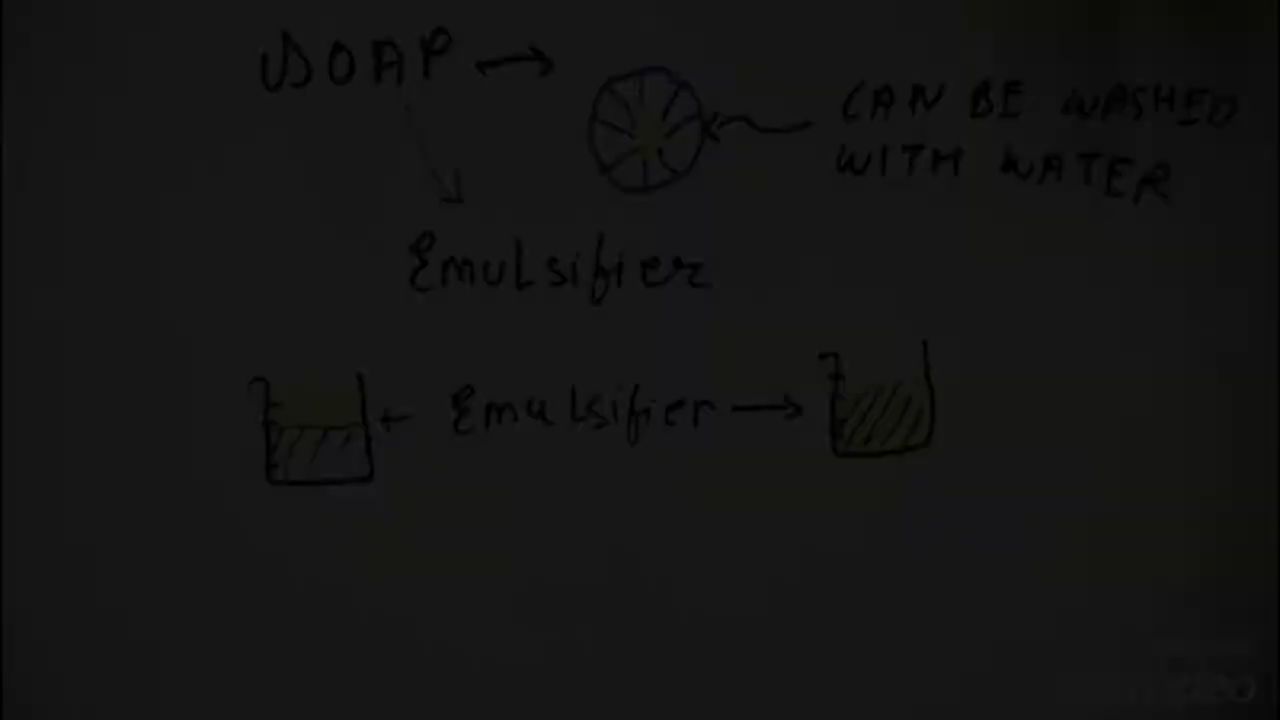 SOAP → CAN BE WASHED
WITH WATER
Emulsifier
← Emulsifier →